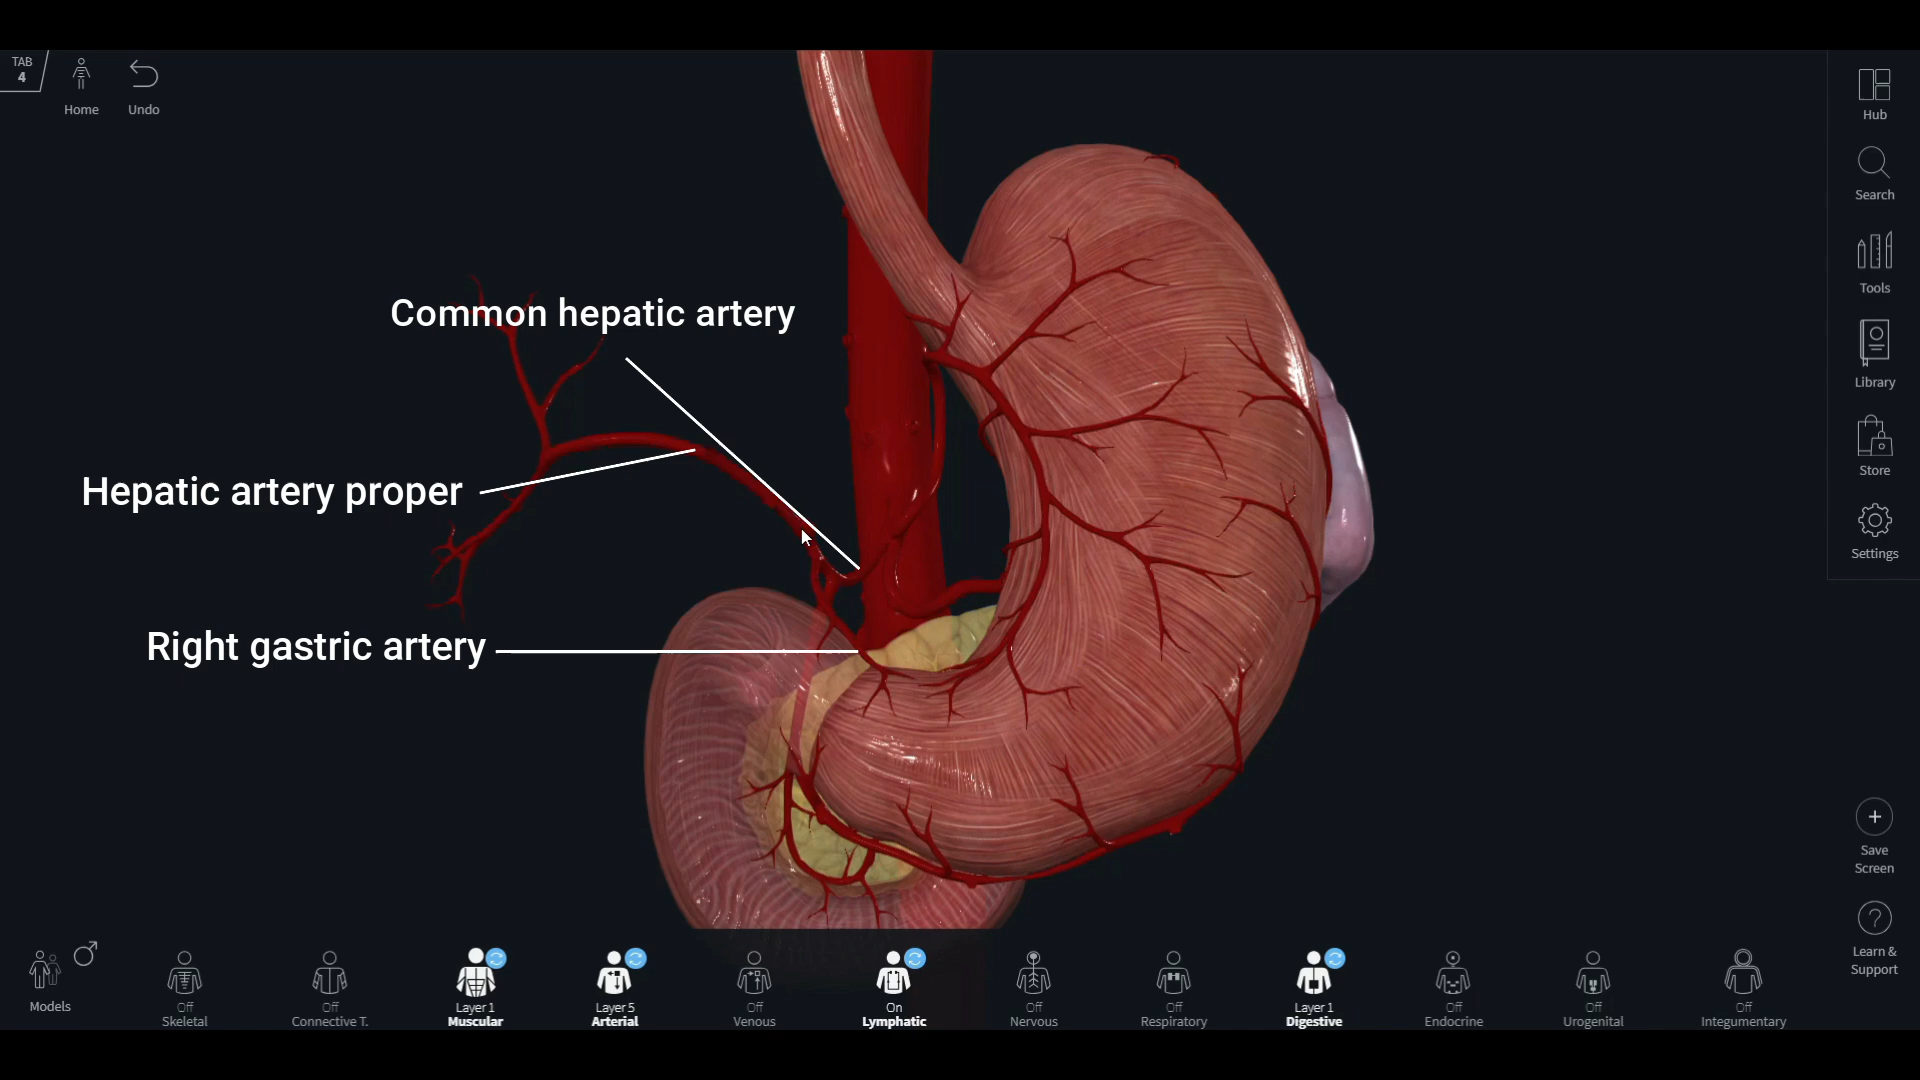 TAB
4
Home
Undo
Hub
Search
Tools
Library
Store
Settings
Common hepatic artery
Hepatic artery proper
Right gastric artery
Save
Screen
Learn &
Support
Models
Off
Skeletal
Off
Connective T.
Layer 1
Muscular
Layer 5
Arterial
Off
Venous
On
Lymphatic
Off
Nervous
Off
Respiratory
Layer 1
Digestive
Off
Endocrine
Off
Urogenital
Off
Integumentary